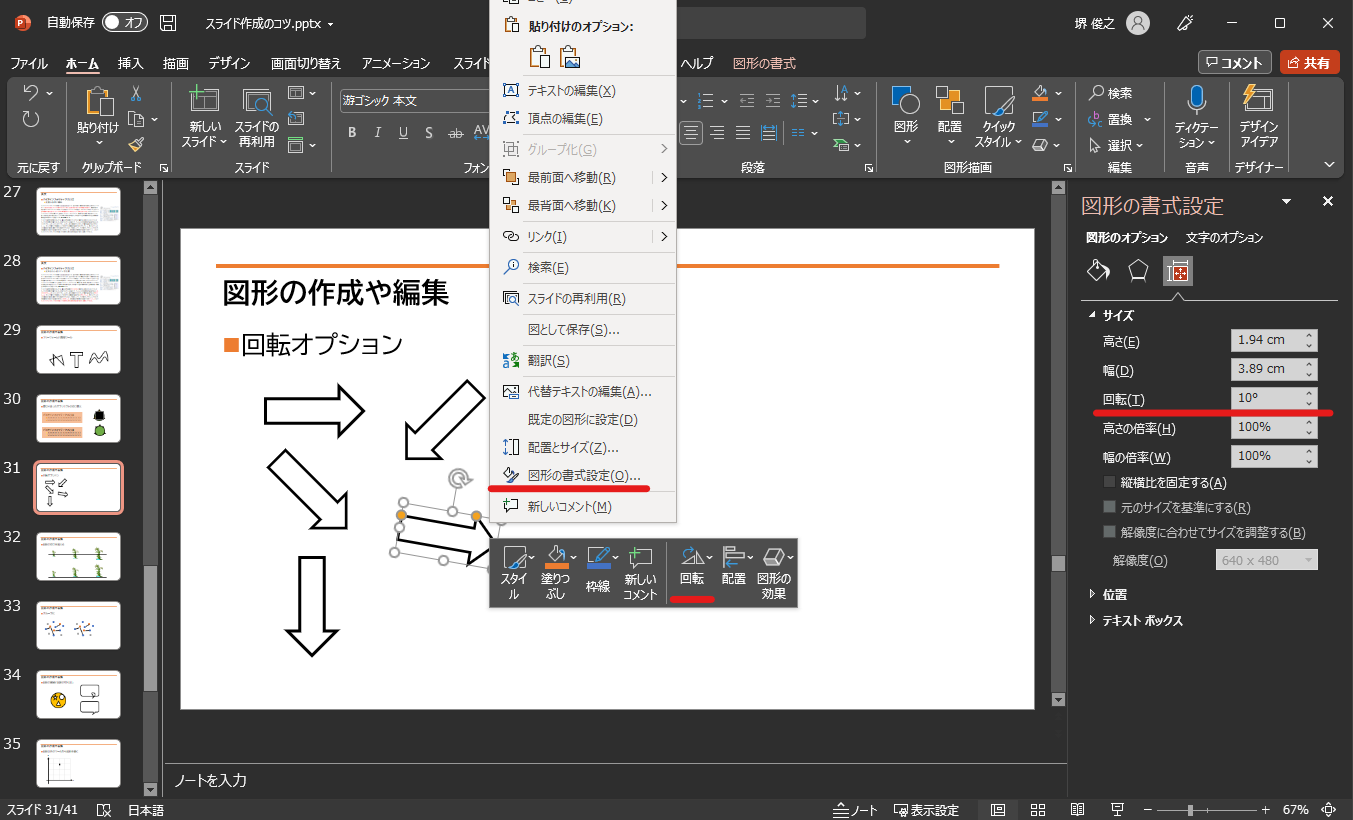 自動保存
オフ
スライド作成のコツ.pptx
堺 俊之
ファイル
ホーム
挿入
描画
デザイン
画面切り替え
アニメーション
スライド
ヘルプ
図形の書式
コメント
共有
貼り付け
新しい
スライド
スライドの
再利用
游ゴシック 本文
B I U S ab AV
図形
配置
クイック
スタイル
検索
置換
選択
ディクテー
ション
デザイン
アイデア
元に戻す
クリップボード
スライド
フォン
段落
図形描画
編集
音声
デザイナー
貼り付けのオプション:
テキストの編集(X)
頂点の編集(E)
グループ化(G)
最前面へ移動(R)
最背面へ移動(K)
リンク(I)
検索(E)
スライドの再利用(R)
図として保存(S)...
翻訳(S)
代替テキストの編集(A)...
既定の図形に設定(D)
配置とサイズ(Z)...
図形の書式設定(O)...
新しいコメント(M)
スタイ
ル
塗りつ
ぶし
枠線
新しい
コメント
回転
配置
図形の
効果
27
28
29
30
31
32
33
34
35
図形の作成や編集
回転オプション
図形の書式設定
図形のオプション
文字のオプション
サイズ
高さ(E)
1.94 cm
幅(D)
3.89 cm
回転(T)
10°
高さの倍率(H)
100%
幅の倍率(W)
100%
縦横比を固定する(A)
元のサイズを基準にする(R)
解像度に合わせてサイズを調整する(B)
解像度(O)
640 x 480
位置
テキスト ボックス
ノートを入力
スライド 31/41
日本語
ノート
表示設定
67%